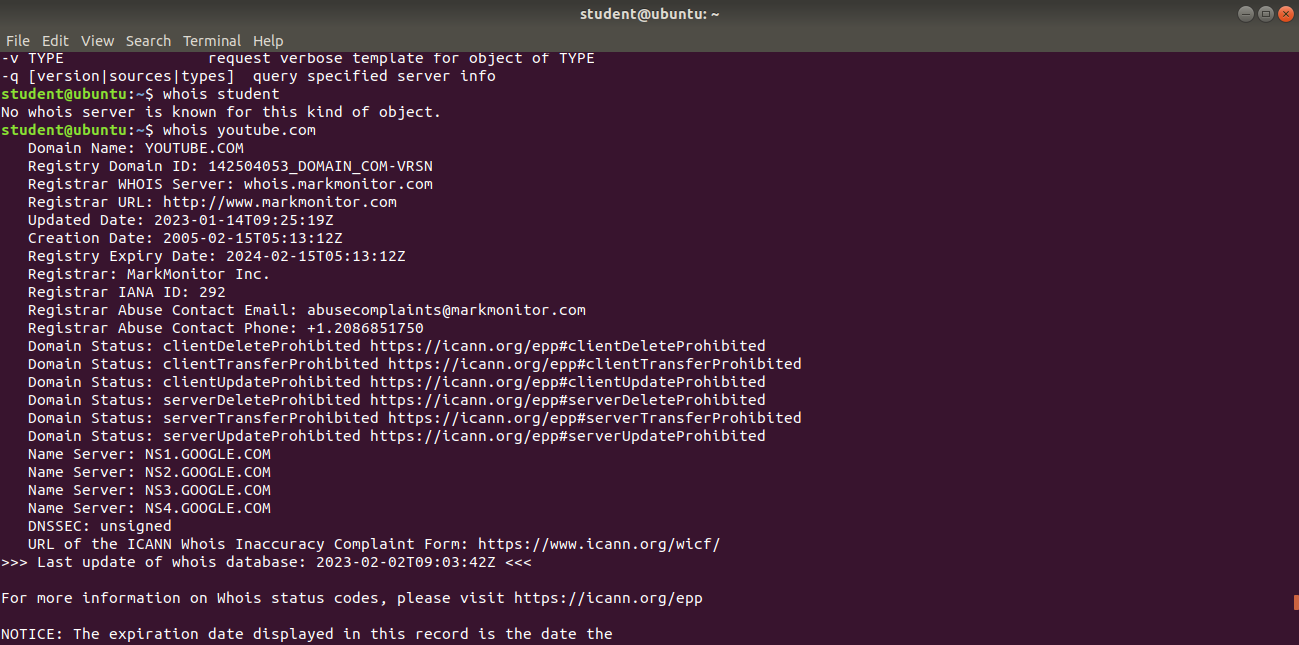 student@ubuntu: ~
File Edit View Search Terminal Help
-v TYPE                request verbose template for object of TYPE
-q [version|sources|types]  query specified server info
student@ubuntu:~$ whois student
No whois server is known for this kind of object.
student@ubuntu:~$ whois youtube.com
   Domain Name: YOUTUBE.COM
   Registry Domain ID: 142504053_DOMAIN_COM-VRSN
   Registrar WHOIS Server: whois.markmonitor.com
   Registrar URL: http://www.markmonitor.com
   Updated Date: 2023-01-14T09:25:19Z
   Creation Date: 2005-02-15T05:13:12Z
   Registry Expiry Date: 2024-02-15T05:13:12Z
   Registrar: MarkMonitor Inc.
   Registrar IANA ID: 292
   Registrar Abuse Contact Email: abusecomplaints@markmonitor.com
   Registrar Abuse Contact Phone: +1.2086851750
   Domain Status: clientDeleteProhibited https://icann.org/epp#clientDeleteProhibited
   Domain Status: clientTransferProhibited https://icann.org/epp#clientTransferProhibited
   Domain Status: clientUpdateProhibited https://icann.org/epp#clientUpdateProhibited
   Domain Status: serverDeleteProhibited https://icann.org/epp#serverDeleteProhibited
   Domain Status: serverTransferProhibited https://icann.org/epp#serverTransferProhibited
   Domain Status: serverUpdateProhibited https://icann.org/epp#serverUpdateProhibited
   Name Server: NS1.GOOGLE.COM
   Name Server: NS2.GOOGLE.COM
   Name Server: NS3.GOOGLE.COM
   Name Server: NS4.GOOGLE.COM
   DNSSEC: unsigned
   URL of the ICANN Whois Inaccuracy Complaint Form: https://www.icann.org/wicf/
>>> Last update of whois database: 2023-02-02T09:03:42Z <<<
For more information on Whois status codes, please visit https://icann.org/epp
NOTICE: The expiration date displayed in this record is the date the